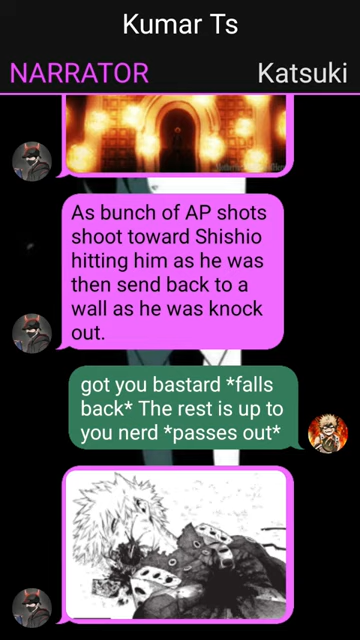 Kumar Ts
NARRATOR
Katsuki
As bunch of AP shots
shoot toward Shishio
hitting him as he was
then send back to a
wall as he was knock
out.
got you bastard *falls
back* The rest is up to
you nerd *passes out*